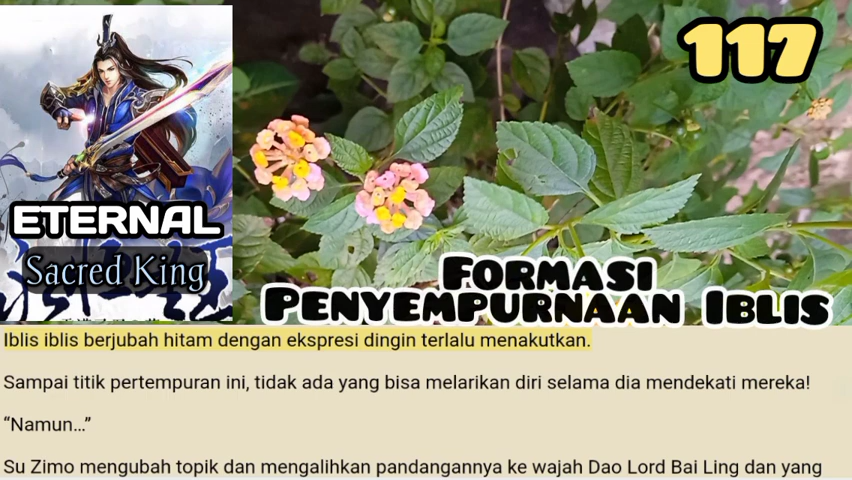 117
ETERNAL
Sacred King
FORMASI
PENYEMPURNAAN IBLIS
Iblis iblis berjubah hitam dengan ekspresi dingin terlalu menakutkan.
Sampai titik pertempuran ini, tidak ada yang bisa melarikan diri selama dia mendekati mereka!
“Namun…”
Su Zimo mengubah topik dan mengalihkan pandangannya ke wajah Dao Lord Bai Ling dan yang